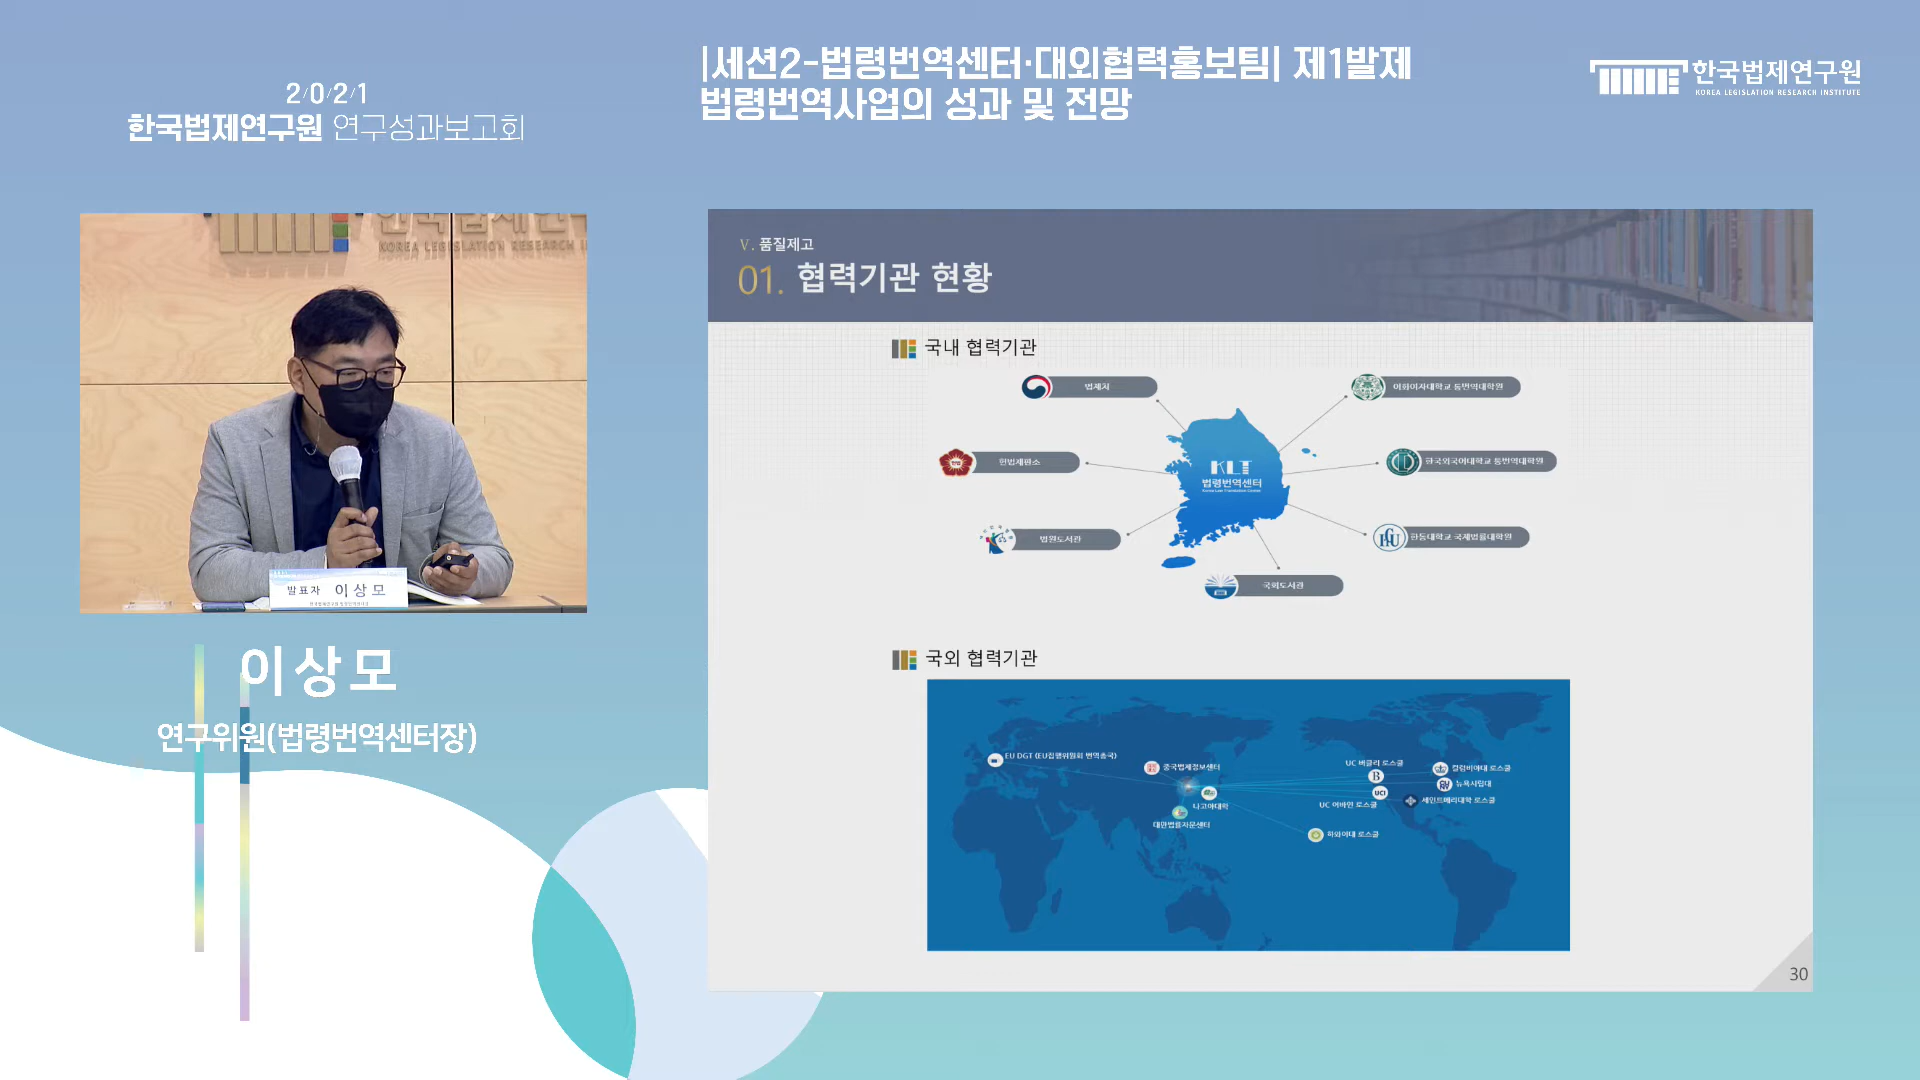 2/0/2/1
한국법제연구원 연구성과보고회
|세션2-법령번역센터·대외협력홍보팀| 제1발제
법령번역사업의 성과 및 전망
한국법제연구원
KOREA LEGISLATION RESEARCH INSTITUTE
KOREA LEGISLATION RESEARCH I
발표자 이상모
이상모
연구위원(법령번역센터장)
V. 품질제고
01. 협력기관 현황
국내 협력기관
법제처
이화여자대학교 통번역대학원
헌법재판소
한국외국어대학교 통번역대학원
KLT
법령번역센터
Korea Law Translation Center
법원도서관
한동대학교 국제법률대학원
국회도서관
국외 협력기관
EU DGT (EU집행위원회 번역총국)
중국법제정보센터
나고야대학
대만법률자문센터
UC 버클리 로스쿨
B
UCI
UC 어바인 로스쿨
컬럼비아대 로스쿨
뉴욕시립대
세인트메리대학 로스쿨
하와이대 로스쿨
30